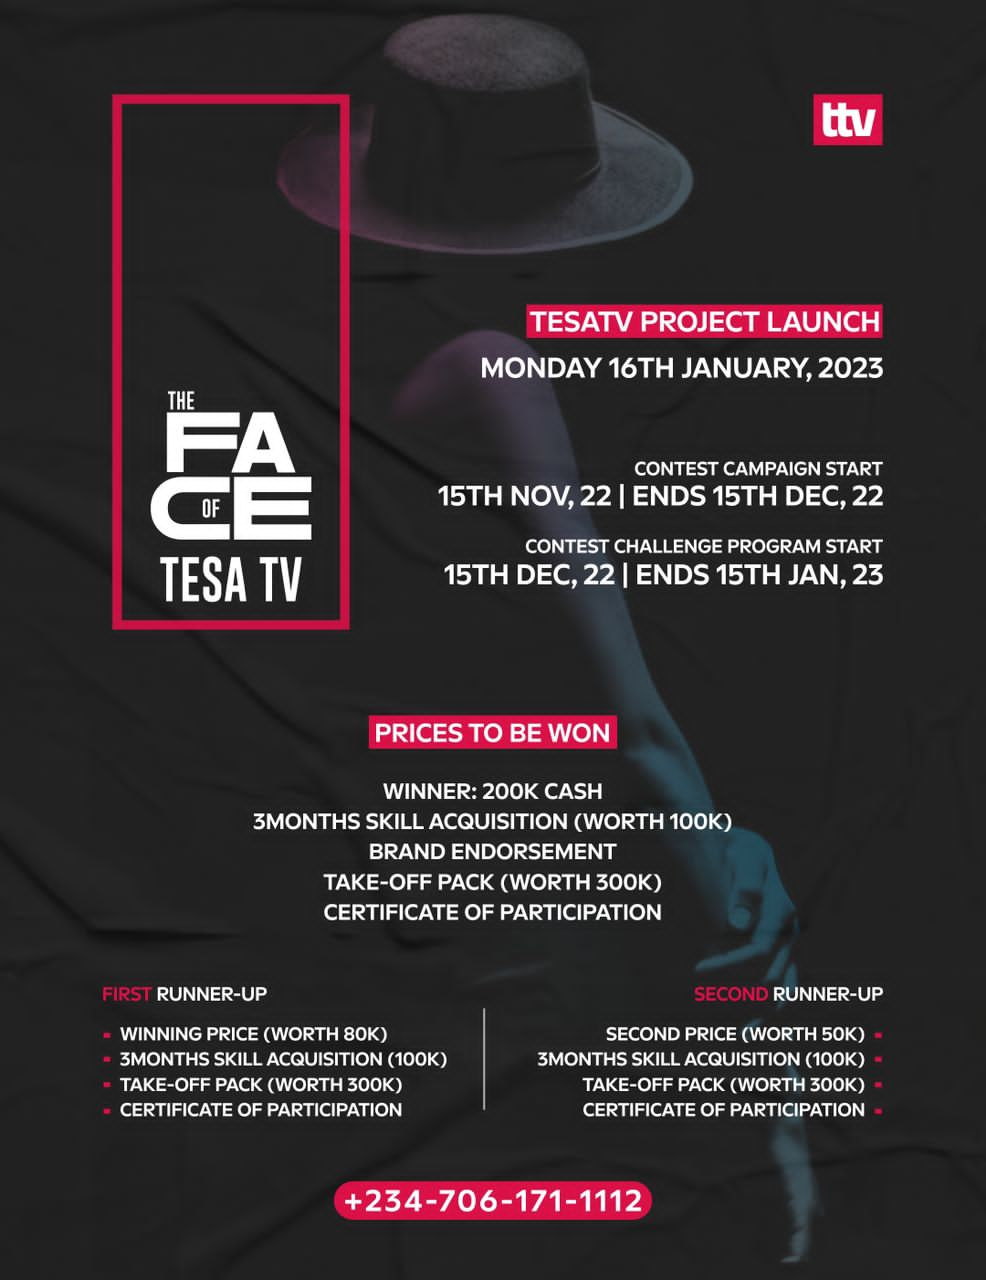 ttv
THE
FA
CE
OF
TESA TV
TESATV PROJECT LAUNCH
MONDAY 16TH JANUARY, 2023
CONTEST CAMPAIGN START
15TH NOV, 22 | ENDS 15TH DEC, 22
CONTEST CHALLENGE PROGRAM START
15TH DEC, 22 | ENDS 15TH JAN, 23
PRICES TO BE WON
WINNER: 200K CASH
3MONTHS SKILL ACQUISITION (WORTH 100K)
BRAND ENDORSEMENT
TAKE-OFF PACK (WORTH 300K)
CERTIFICATE OF PARTICIPATION
FIRST RUNNER-UP
WINNING PRICE (WORTH 80K)
3MONTHS SKILL ACQUISITION (100K)
TAKE-OFF PACK (WORTH 300K)
CERTIFICATE OF PARTICIPATION
SECOND RUNNER-UP
SECOND PRICE (WORTH 50K)
3MONTHS SKILL ACQUISITION (100K)
TAKE-OFF PACK (WORTH 300K)
CERTIFICATE OF PARTICIPATION
+234-706-171-1112